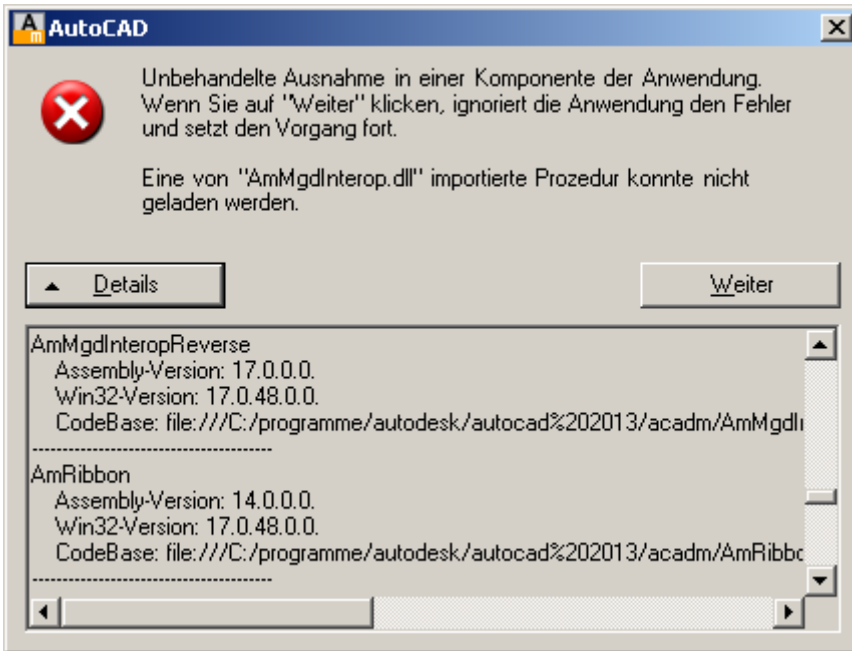 AutoCAD
Unbehandelte Ausnahme in einer Komponente der Anwendung.
Wenn Sie auf "Weiter" klicken, ignoriert die Anwendung den Fehler
und setzt den Vorgang fort.
Eine von "AmMgdInterop.dll" importierte Prozedur konnte nicht
geladen werden.
Details
Weiter
AmMgdInteropReverse
Assembly-Version: 17.0.0.0.
Win32-Version: 17.0.48.0.
CodeBase: file:///C:/programme/autodesk/autocad%202013/acadm/AmMgdI
----------------------------------------
AmRibbon
Assembly-Version: 14.0.0.0.
Win32-Version: 17.0.48.0.
CodeBase: file:///C:/programme/autodesk/autocad%202013/acadm/AmRibbo
----------------------------------------